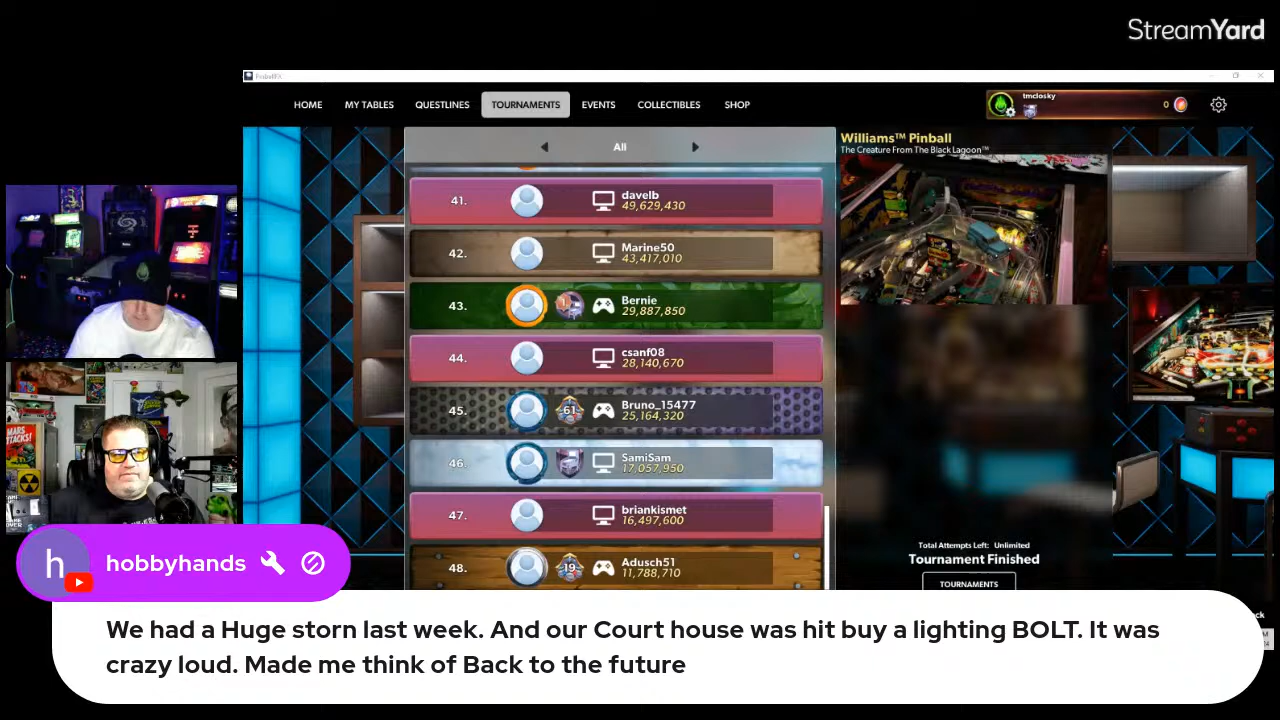 StreamYard
PinballFX
HOME MY TABLES QUESTLINES TOURNAMENTS EVENTS COLLECTIBLES SHOP
tmclosky
0
All
Williams™ Pinball
The Creature From The Black Lagoon™
41. davelb
49,629,430
42. Marine50
43,417,010
43. Bernie
29,887,850
44. csanf08
28,140,670
45. 61 Bruno_15477
25,164,320
46. SamiSam
17,057,950
47. briankismet
16,497,600
48. 19 Adusch51
11,788,710
Total Attempts Left: Unlimited
Tournament Finished
TOURNAMENTS
MARS
ATTACKS!
h hobbyhands
We had a Huge storn last week. And our Court house was hit buy a lighting BOLT. It was
crazy loud. Made me think of Back to the future